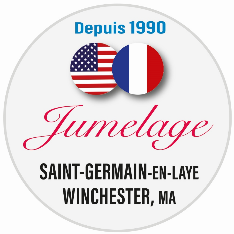 Depuis 1990
Jumelage
SAINT-GERMAIN-EN-LAYE
WINCHESTER, MA